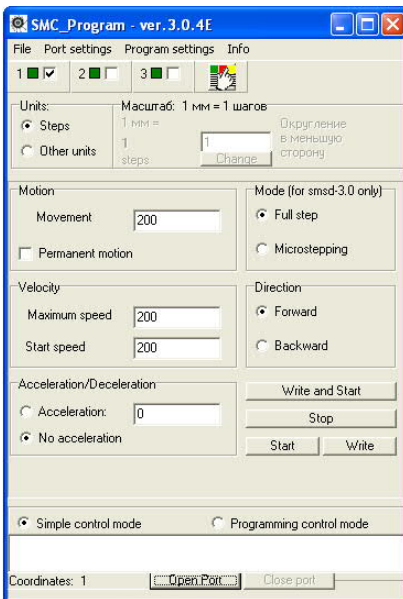 SMC_Program - ver.3.0.4E
File Port settings Program settings Info
1 2 3
Units: Масштаб: 1 мм = 1 шагов
Steps 1 мм = Округление
1 в меньшую
Other units 1 сторону
steps Change
Motion Mode (for smsd-3.0 only)
Movement 200 Full step
Permanent motion Microstepping
Velocity Direction
Maximum speed 200 Forward
Start speed 200 Backward
Acceleration/Deceleration Write and Start
Acceleration: 0 Stop
No acceleration Start Write
Simple control mode Programming control mode
Coordinates: 1 Open Port Close port